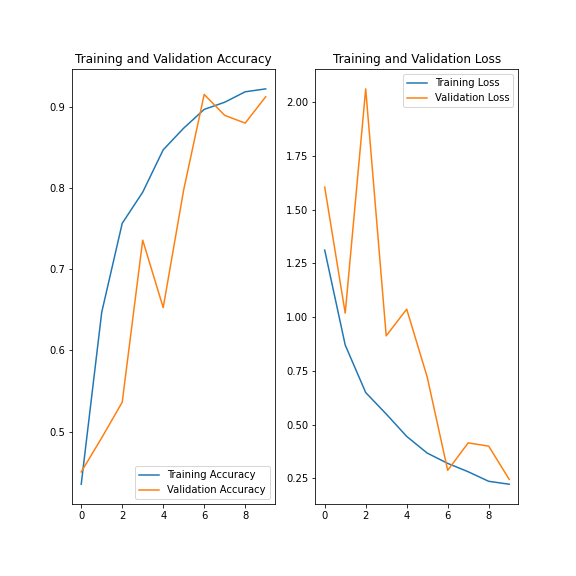 Training and Validation Accuracy
0.9
0.8
0.7
0.6
0.5
0 2 4 6 8
Training Accuracy
Validation Accuracy
Training and Validation Loss
2.00
1.75
1.50
1.25
1.00
0.75
0.50
0.25
0 2 4 6 8
Training Loss
Validation Loss